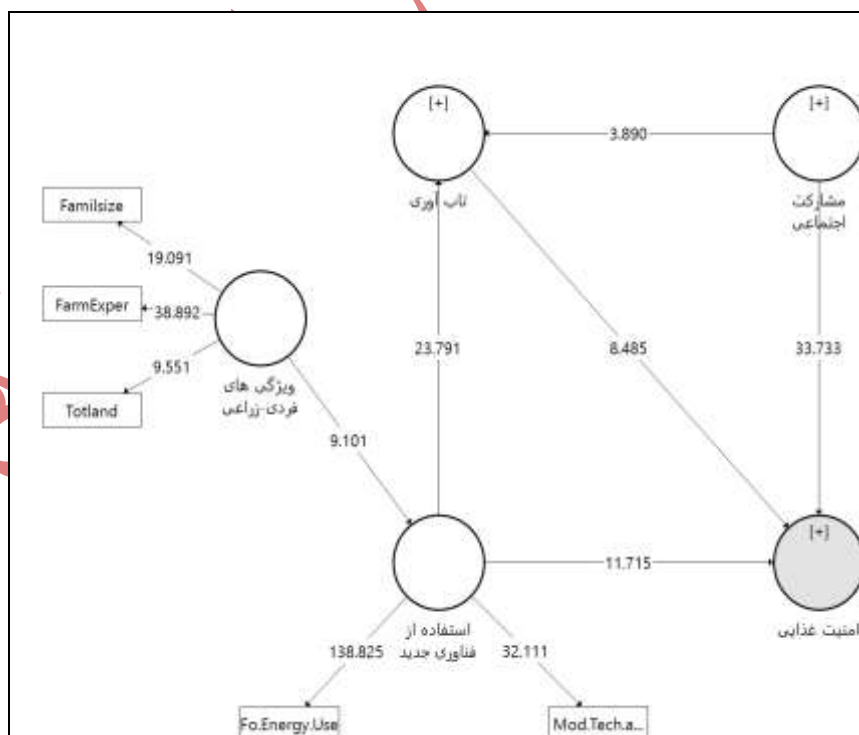 [+]
[+]
3.890
تاب آوری
مشارکت
اجتماعی
Familsize
19.091
FarmExper
38.892
9.551
Totland
ویژگی های
فردی-زراعی
23.791
8.485
33.733
9.101
[+]
11.715
استفاده از
فناوری جدید
امنیت غذایی
138.825
32.111
Fo.Energy.Use
Mod.Tech.a...